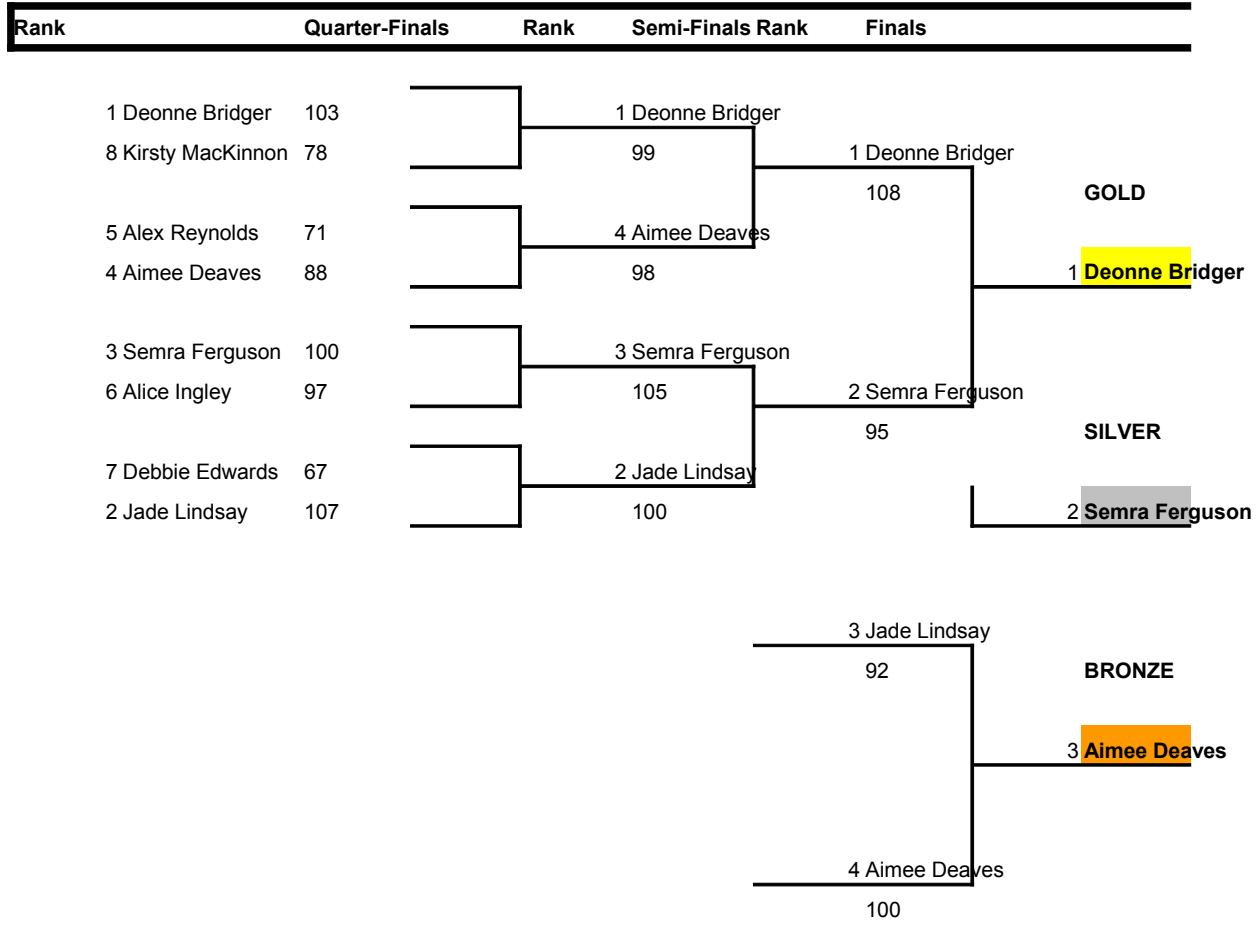 Rank Quarter-Finals Rank Semi-Finals Rank Finals
1 Deonne Bridger 103 1 Deonne Bridger
8 Kirsty MacKinnon 78 99 1 Deonne Bridger
108 GOLD
5 Alex Reynolds 71 4 Aimee Deaves
4 Aimee Deaves 88 98 1 Deonne Bridger
3 Semra Ferguson 100 3 Semra Ferguson
6 Alice Ingley 97 105 2 Semra Ferguson
95 SILVER
7 Debbie Edwards 67 2 Jade Lindsay
2 Jade Lindsay 107 100 2 Semra Ferguson
3 Jade Lindsay
92 BRONZE
3 Aimee Deaves
4 Aimee Deaves
100